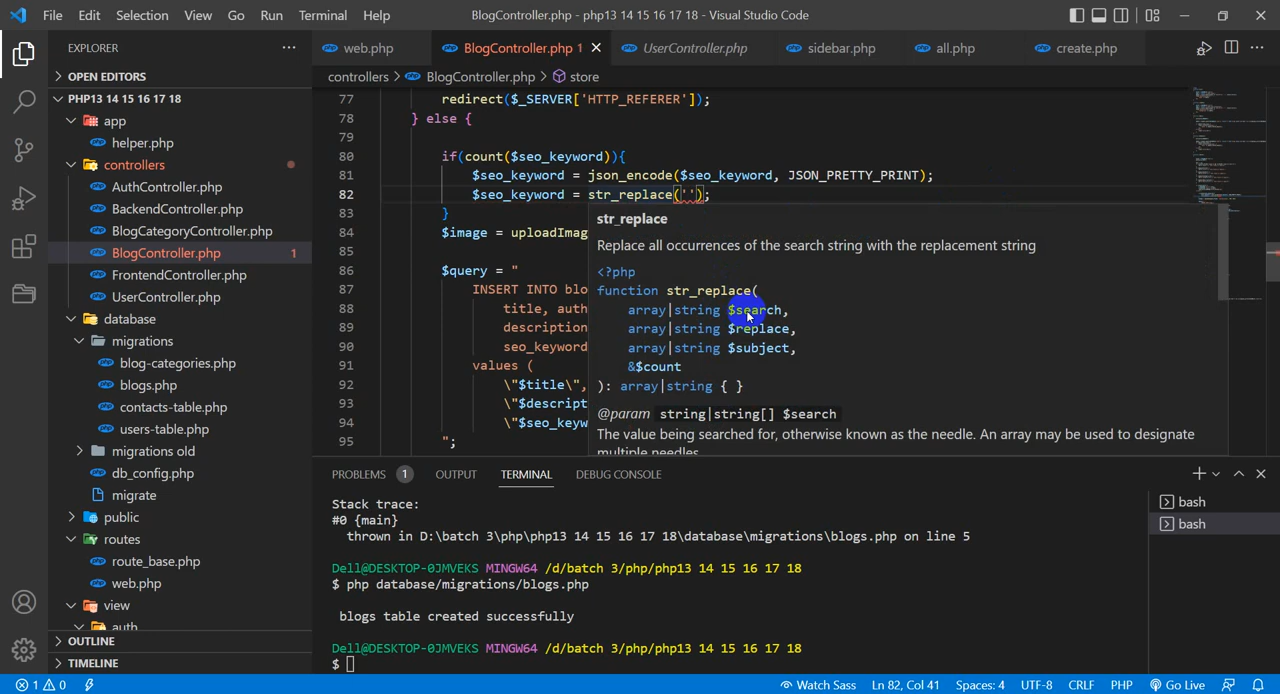 File Edit Selection View Go Run Terminal Help BlogController.php - php13 14 15 16 17 18 - Visual Studio Code
EXPLORER
web.php BlogController.php 1 UserController.php sidebar.php all.php create.php
OPEN EDITORS
controllers > BlogController.php > store
PHP13 14 15 16 17 18
app
helper.php
controllers
AuthController.php
BackendController.php
BlogCategoryController.php
BlogController.php 1
FrontendController.php
UserController.php
database
migrations
blog-categories.php
blogs.php
contacts-table.php
users-table.php
migrations old
db_config.php
migrate
public
routes
route_base.php
web.php
view
auth
OUTLINE
TIMELINE
77 redirect($_SERVER['HTTP_REFERER']);
78 } else {
79
80 if(count($seo_keyword)){
81 $seo_keyword = json_encode($seo_keyword, JSON_PRETTY_PRINT);
82 $seo_keyword = str_replace('');
83 }
84 $image = uploadImag
85
86 $query = "
87 INSERT INTO blo
88 title, auth
89 description
90 seo_keyword
91 values (
92 \"$title\",
93 \"$descript
94 \"$seo_keyw
95 ";
str_replace
Replace all occurrences of the search string with the replacement string
<?php
function str_replace(
array|string $search,
array|string $replace,
array|string $subject,
&$count
): array|string { }
@param string|string[] $search
The value being searched for, otherwise known as the needle. An array may be used to designate
multiple needles.
PROBLEMS 1 OUTPUT TERMINAL DEBUG CONSOLE
Stack trace:
#0 {main}
thrown in D:\batch 3\php\php13 14 15 16 17 18\database\migrations\blogs.php on line 5
Dell@DESKTOP-0JMVEKS MINGW64 /d/batch 3/php/php13 14 15 16 17 18
$ php database/migrations/blogs.php
blogs table created successfully
Dell@DESKTOP-0JMVEKS MINGW64 /d/batch 3/php/php13 14 15 16 17 18
$
bash
bash
1 0 Watch Sass Ln 82, Col 41 Spaces: 4 UTF-8 CRLF PHP Go Live